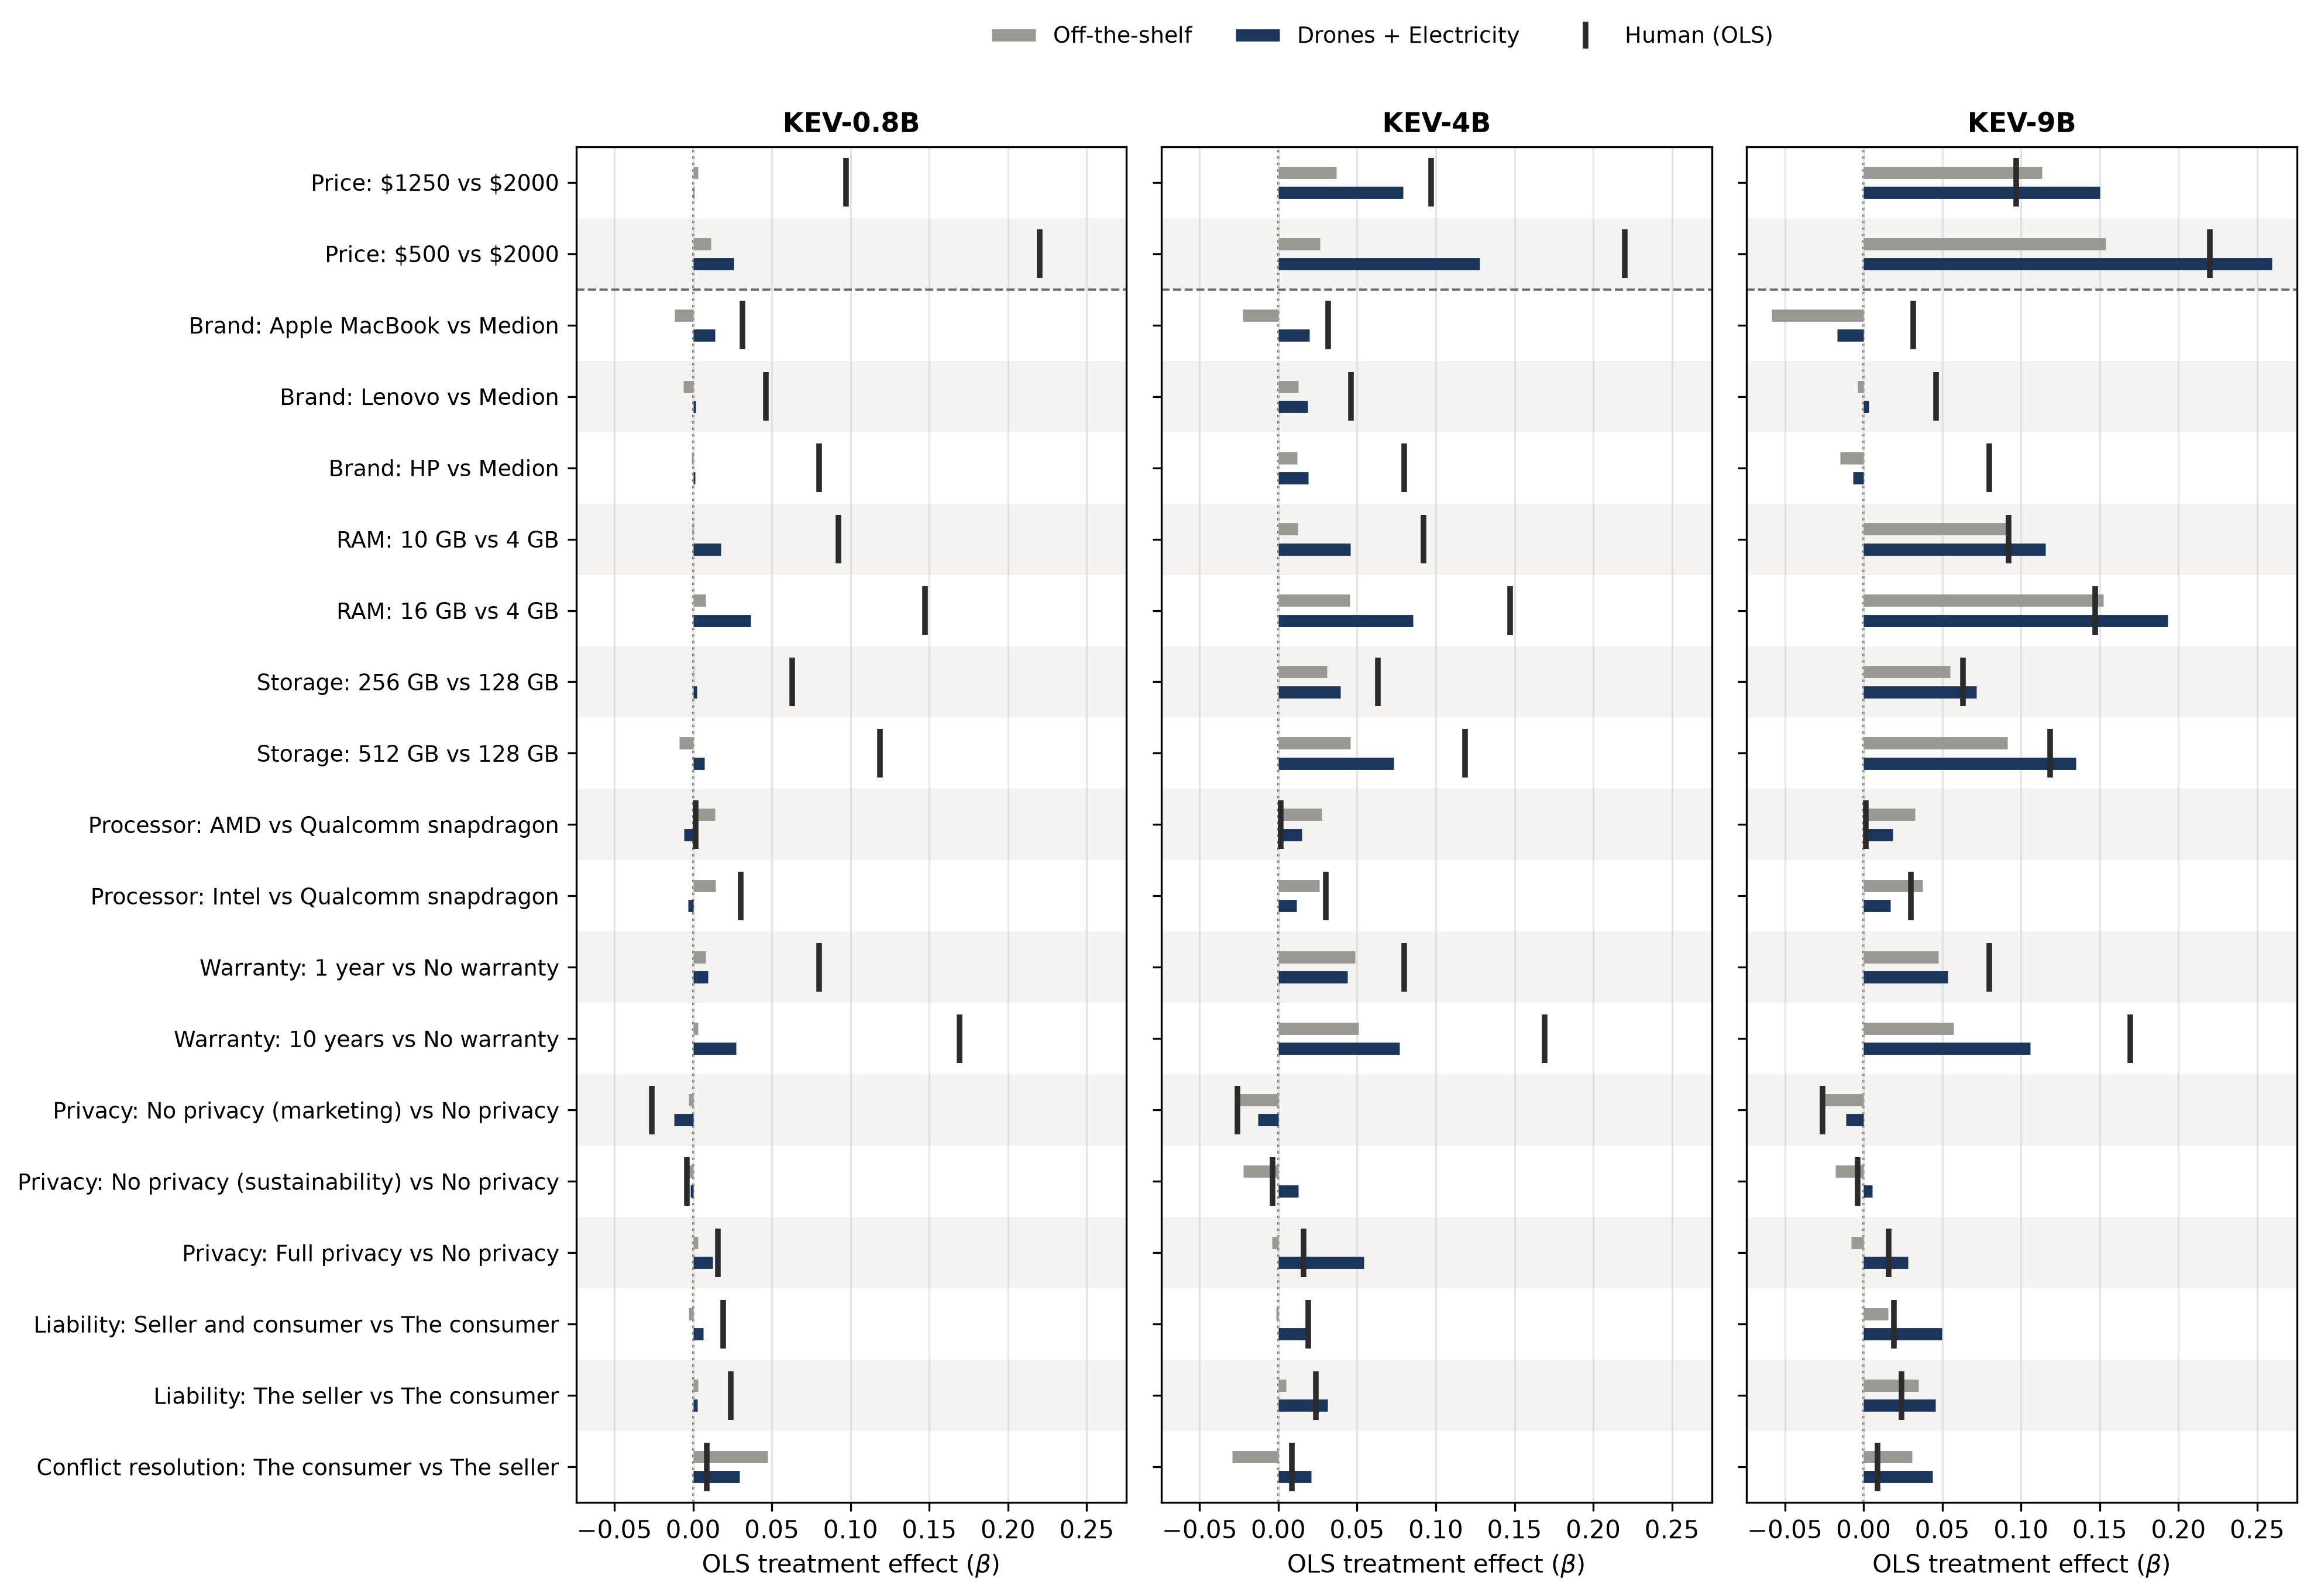 Off-the-shelf Drones + Electricity Human (OLS)
KEV-0.8B KEV-4B KEV-9B
Price: $1250 vs $2000
Price: $500 vs $2000
Brand: Apple MacBook vs Medion
Brand: Lenovo vs Medion
Brand: HP vs Medion
RAM: 10 GB vs 4 GB
RAM: 16 GB vs 4 GB
Storage: 256 GB vs 128 GB
Storage: 512 GB vs 128 GB
Processor: AMD vs Qualcomm snapdragon
Processor: Intel vs Qualcomm snapdragon
Warranty: 1 year vs No warranty
Warranty: 10 years vs No warranty
Privacy: No privacy (marketing) vs No privacy
Privacy: No privacy (sustainability) vs No privacy
Privacy: Full privacy vs No privacy
Liability: Seller and consumer vs The consumer
Liability: The seller vs The consumer
Conflict resolution: The consumer vs The seller
−0.05 0.00 0.05 0.10 0.15 0.20 0.25 −0.05 0.00 0.05 0.10 0.15 0.20 0.25 −0.05 0.00 0.05 0.10 0.15 0.20 0.25
OLS treatment effect (β) OLS treatment effect (β) OLS treatment effect (β)